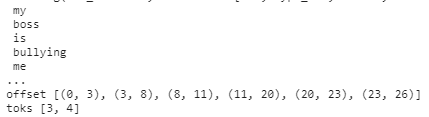 my
boss
is
bullying
me
...
offset [(0, 3), (3, 8), (8, 11), (11, 20), (20, 23), (23, 26)]
toks [3, 4]